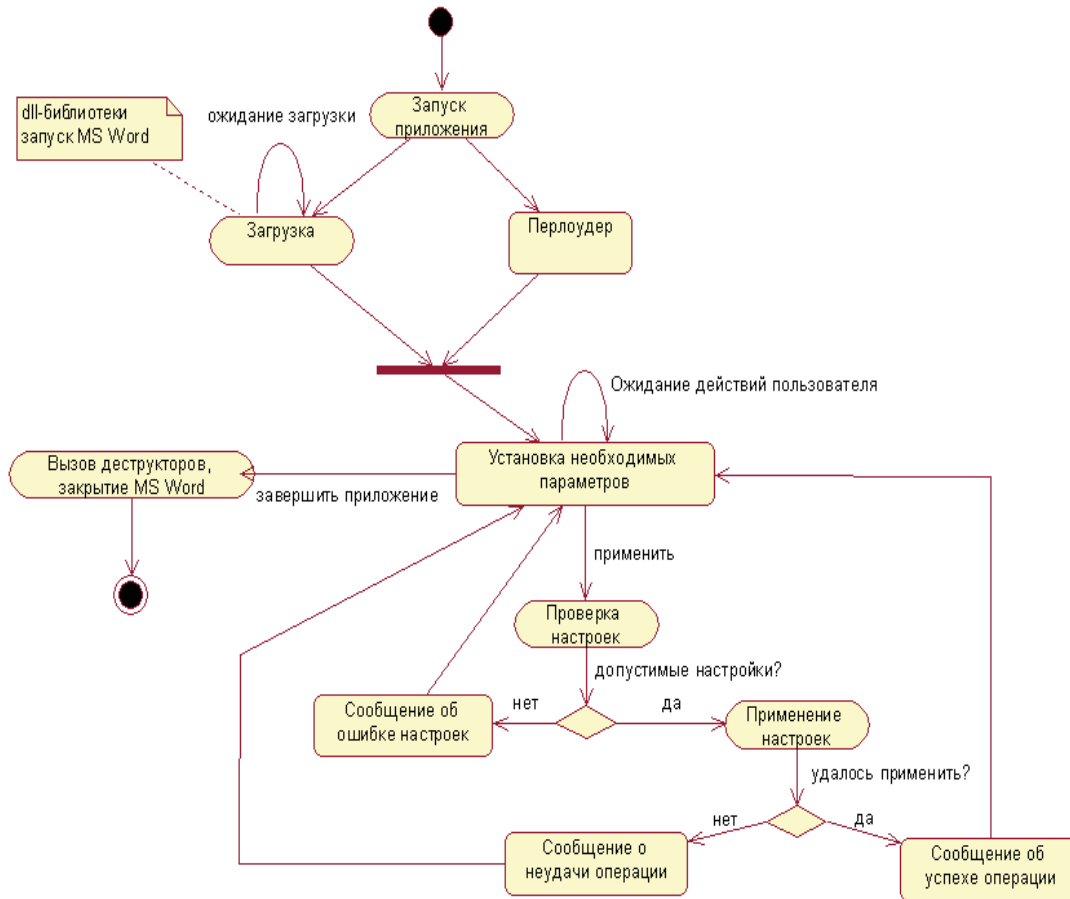 Запуск
приложения
dll-библиотеки
запуск MS Word
ожидание загрузки
Загрузка
Перлоудер
Ожидание действий пользователя
Установка необходимых
параметров
Вызов деструкторов,
закрытие MS Word
завершить приложение
применить
Проверка
настроек
допустимые настройки?
нет
да
Сообщение об
ошибке настроек
Применение
настроек
удалось применить?
нет
да
Сообщение о
неудачи операции
Сообщение об
успехе операции